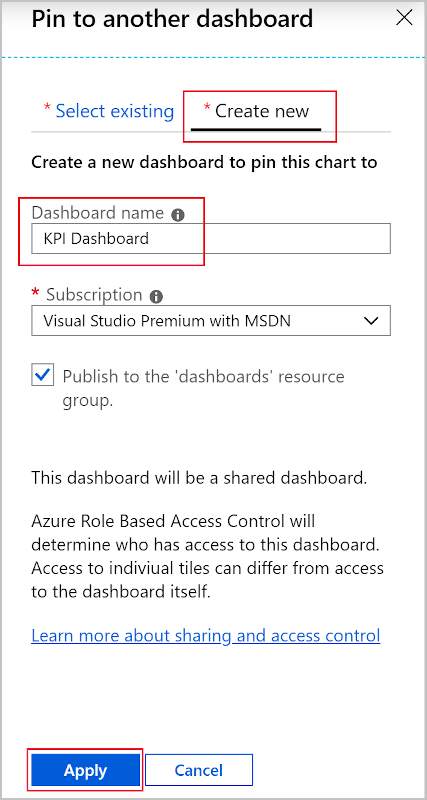 Pin to another dashboard
* Select existing * Create new
Create a new dashboard to pin this chart to
Dashboard name
KPI Dashboard
* Subscription
Visual Studio Premium with MSDN
Publish to the 'dashboards' resource
group.
This dashboard will be a shared dashboard.
Azure Role Based Access Control will
determine who has access to this dashboard.
Access to indiviual tiles can differ from access
to the dashboard itself.
Learn more about sharing and access control
Apply Cancel